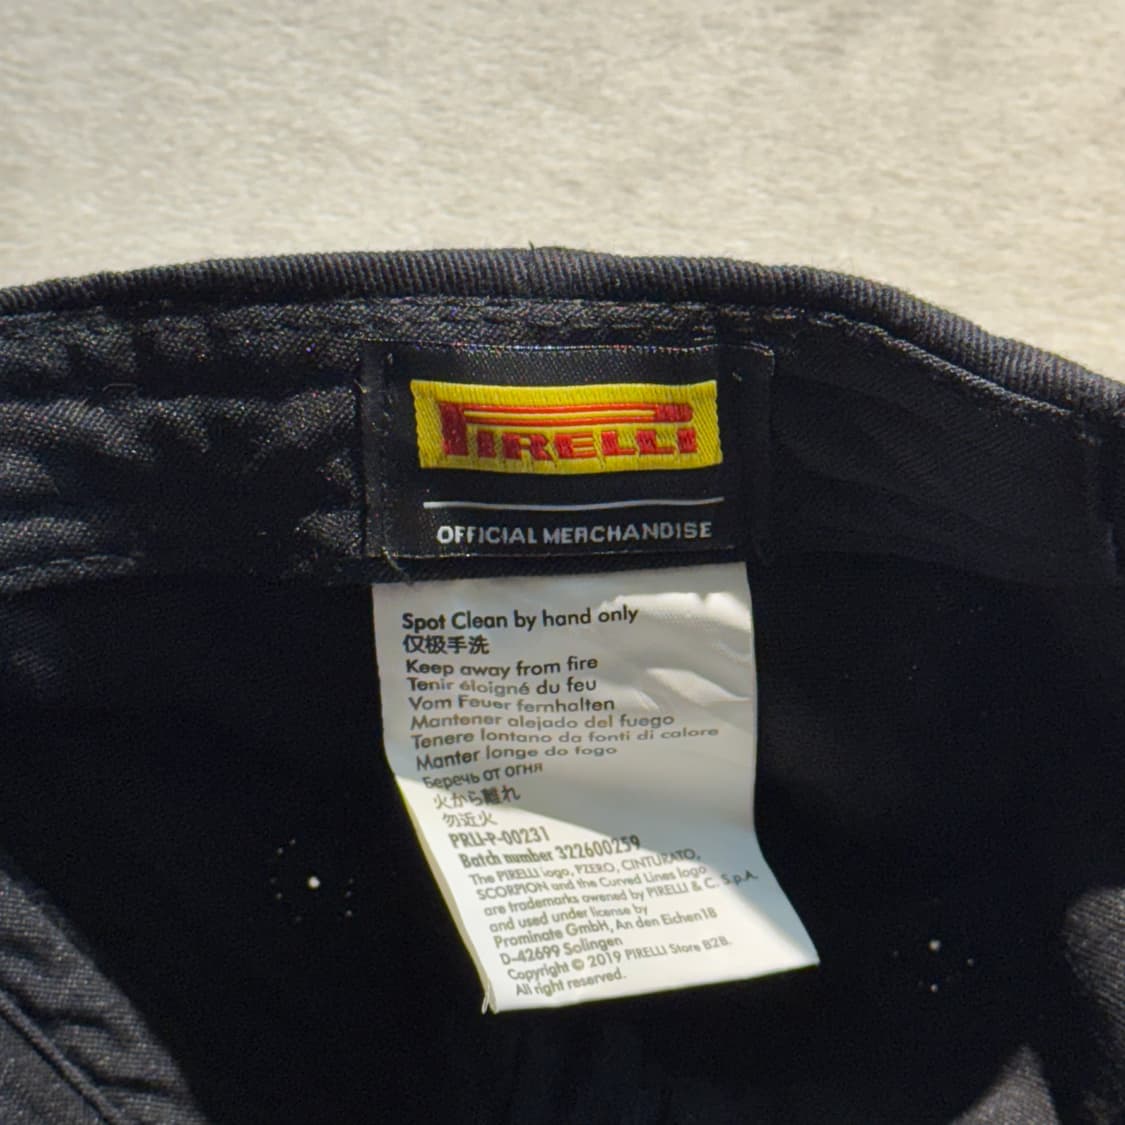 PIRELLI
OFFICIAL MERCHANDISE
Spot Clean by hand only
仅极手洗
Keep away from fire
Tenir éloigné du feu
Vom Feuer fernhalten
Mantener alejado del fuego
Tenere lontano da fonti di calore
Manter longe do fogo
Беречь от огня
火から離れ
勿近火
PRLI-P-00231
Batch number 322600259
The PIRELLI logo, PZERO, CINTURATO,
SCORPION and the Curved Lines logo
are trademarks owned by PIRELLI & C. S.p.A.
and used under license by
Prominate GmbH, An den Eichen 18
D-42699 Solingen
Copyright © 2019 PIRELLI Store B2B.
All right reserved.